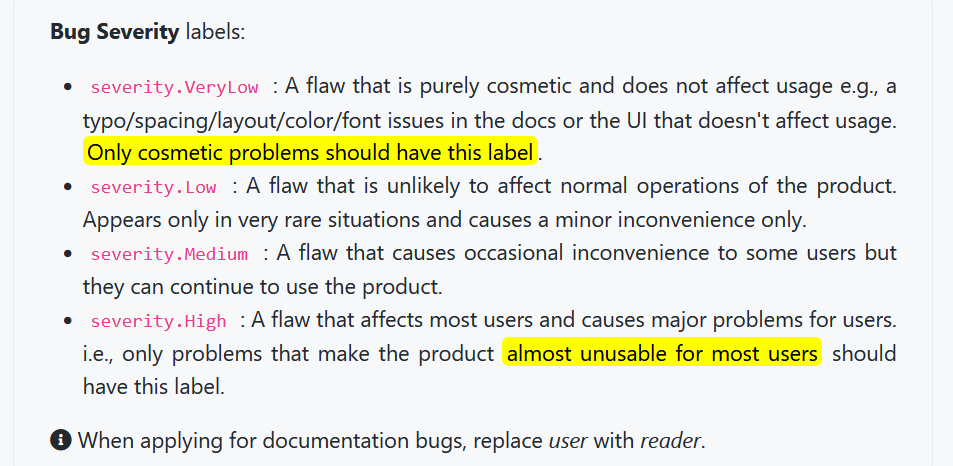 Bug Severity labels:
• severity.VeryLow : A flaw that is purely cosmetic and does not affect usage e.g., a
typo/spacing/layout/color/font issues in the docs or the UI that doesn't affect usage.
Only cosmetic problems should have this label.
• severity.Low : A flaw that is unlikely to affect normal operations of the product.
Appears only in very rare situations and causes a minor inconvenience only.
• severity.Medium : A flaw that causes occasional inconvenience to some users but
they can continue to use the product.
• severity.High : A flaw that affects most users and causes major problems for users.
i.e., only problems that make the product almost unusable for most users should
have this label.
When applying for documentation bugs, replace user with reader.